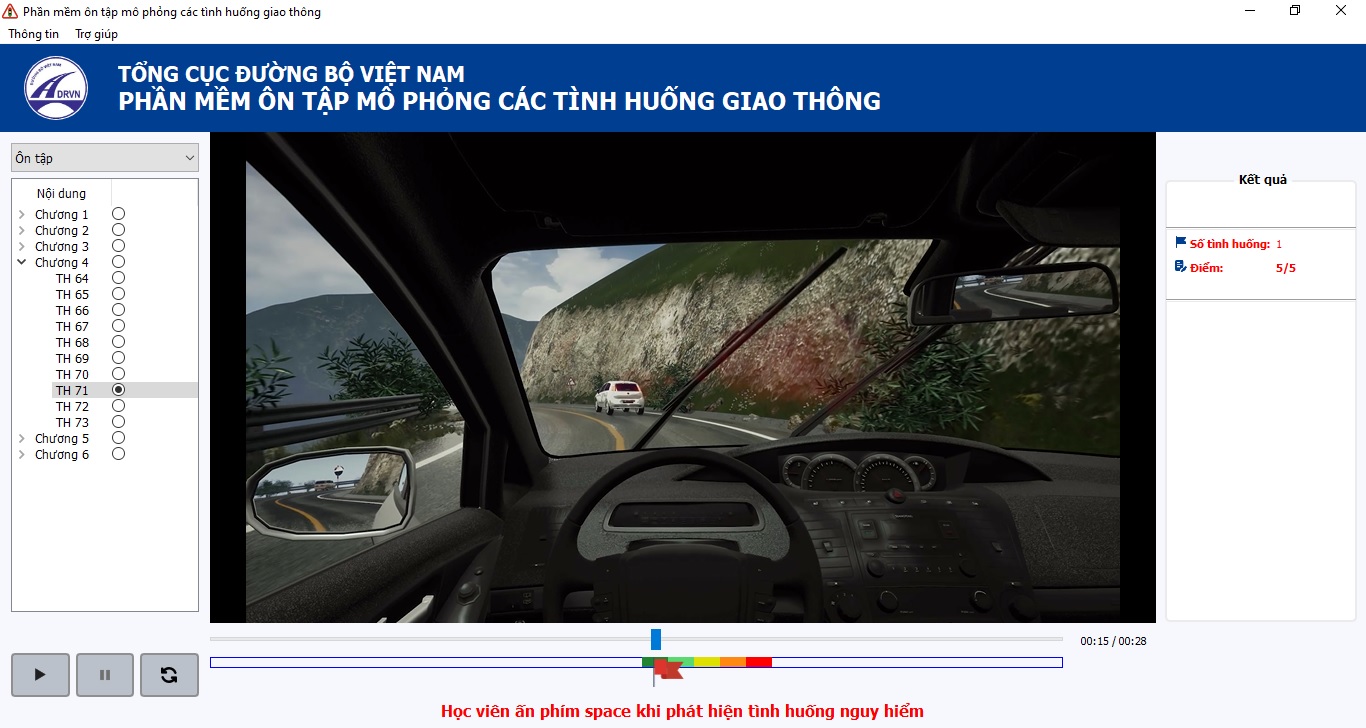 Phần mềm ôn tập mô phỏng các tình huống giao thông
Thông tin Trợ giúp
ĐƯỜNG BỘ VIỆT NAM
DRVN
TỔNG CỤC ĐƯỜNG BỘ VIỆT NAM
PHẦN MỀM ÔN TẬP MÔ PHỎNG CÁC TÌNH HUỐNG GIAO THÔNG
Ôn tập
Nội dung
Chương 1
Chương 2
Chương 3
Chương 4
TH 64
TH 65
TH 66
TH 67
TH 68
TH 69
TH 70
TH 71
TH 72
TH 73
Chương 5
Chương 6
Kết quả
Số tình huống: 1
Điểm: 5/5
00:15 / 00:28
Học viên ấn phím space khi phát hiện tình huống nguy hiểm